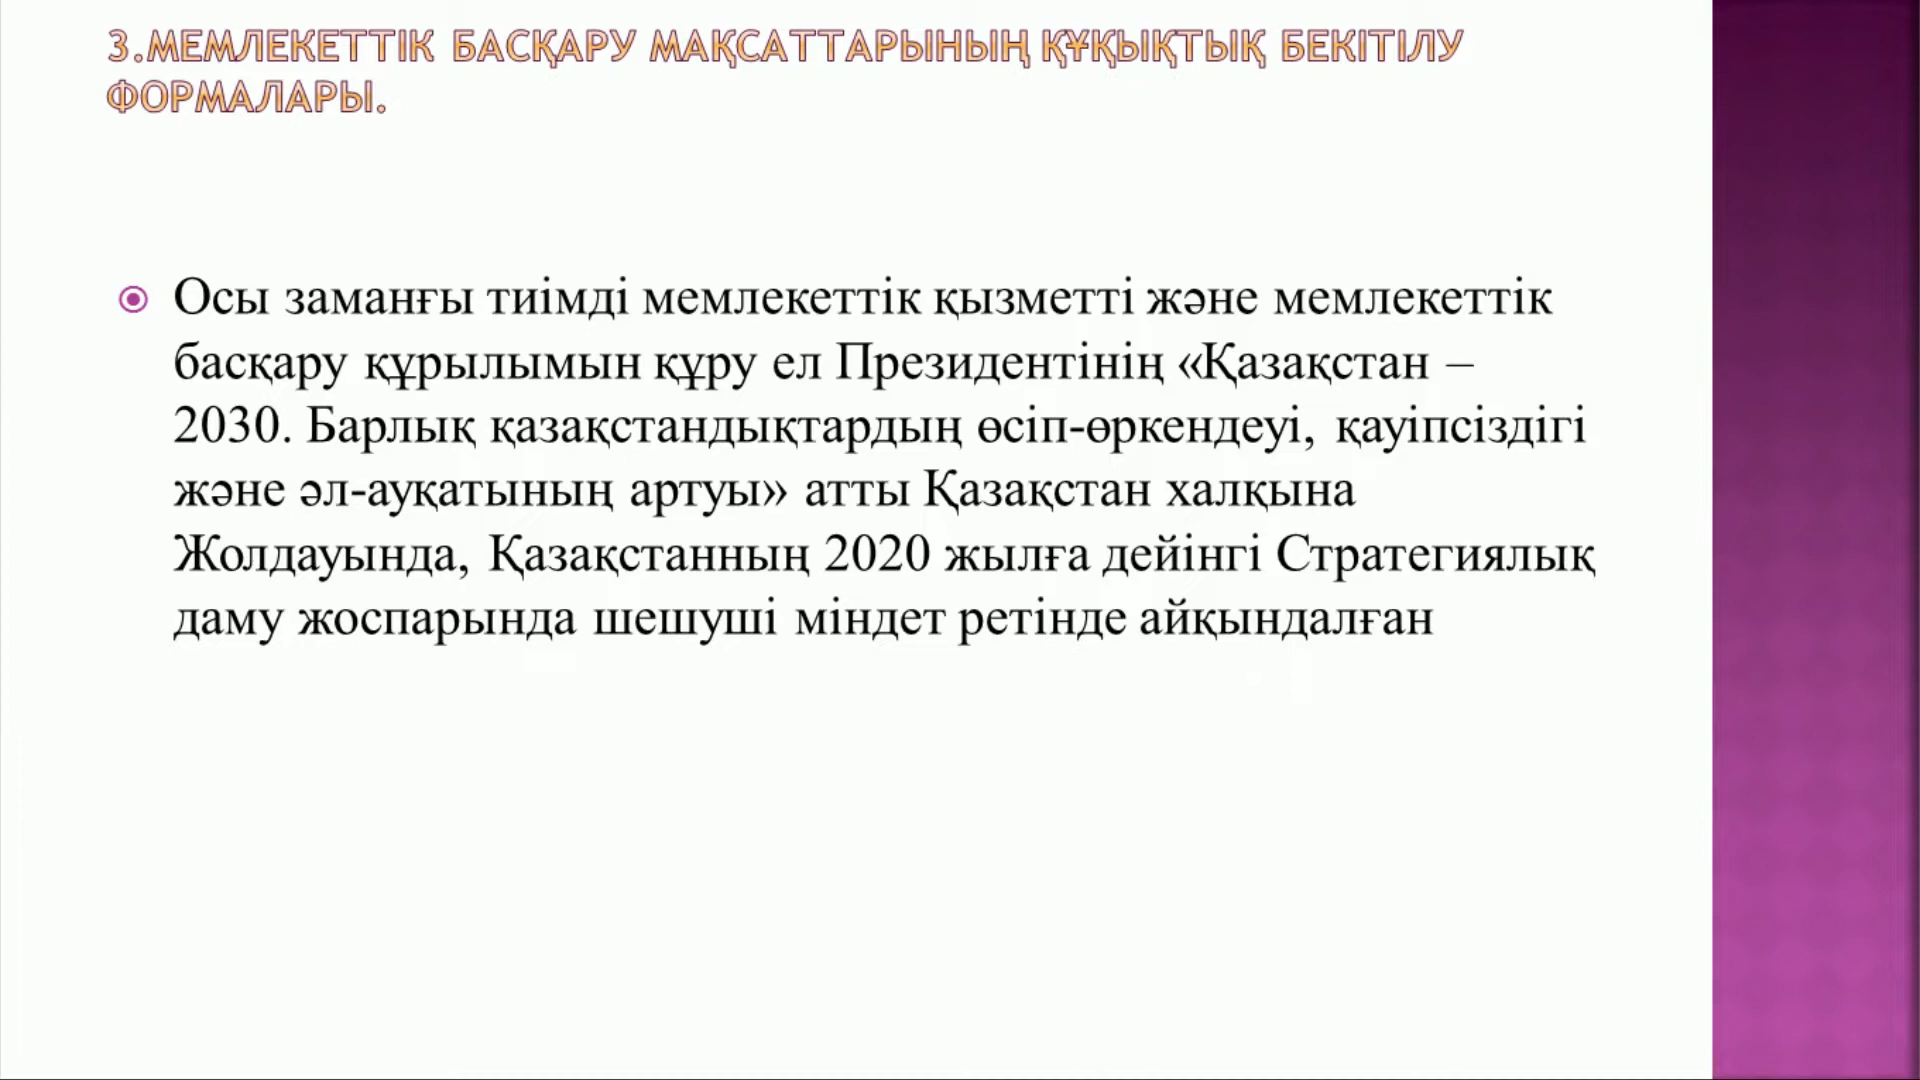 3.МЕМЛЕКЕТТІК БАСҚАРУ МАҚСАТТАРЫНЫҢ ҚҰҚЫҚТЫҚ БЕКІТІЛУ
ФОРМАЛАРЫ.
Осы заманғы тиімді мемлекеттік қызметті және мемлекеттік
басқару құрылымын құру ел Президентінің «Қазақстан –
2030. Барлық қазақстандықтардың өсіп-өркендеуі, қауіпсіздігі
және әл-ауқатының артуы» атты Қазақстан халқына
Жолдауында, Қазақстанның 2020 жылға дейінгі Стратегиялық
даму жоспарында шешуші міндет ретінде айқындалған